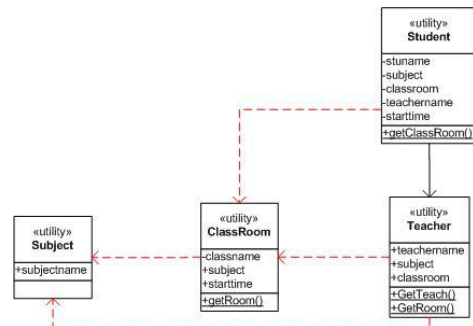 «utility»
Student
-stuname
-subject
-classroom
-teachername
-starttime
+getClassRoom()
«utility»
Subject
+subjectname
«utility»
ClassRoom
-classname
+subject
+starttime
+getRoom()
«utility»
Teacher
+teachername
+subject
+classroom
+GetTeach()
+GetRoom()